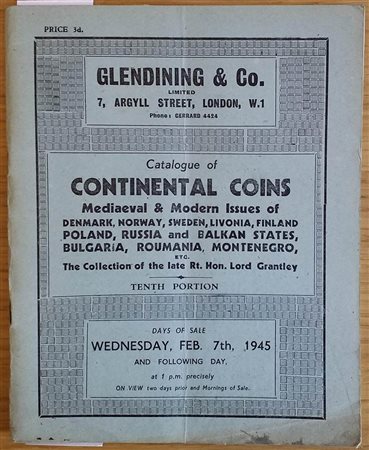 PRICE 3d.
GLENDINING & Co.
LIMITED
7, ARGYLL STREET, LONDON, W.1
Phone: GERRARD 4424
Catalogue of
CONTINENTAL COINS
Mediaeval & Modern Issues of
DENMARK, NORWAY, SWEDEN, LIVONIA, FINLAND
POLAND, RUSSIA and BALKAN STATES,
BULGARIA, ROUMANIA, MONTENEGRO,
ETC.
The Collection of the late Rt. Hon. Lord Grantley
TENTH PORTION
DAYS OF SALE
WEDNESDAY, FEB. 7th, 1945
AND FOLLOWING DAY,
at 1 p.m. precisely
ON VIEW two days prior and Mornings of Sale.